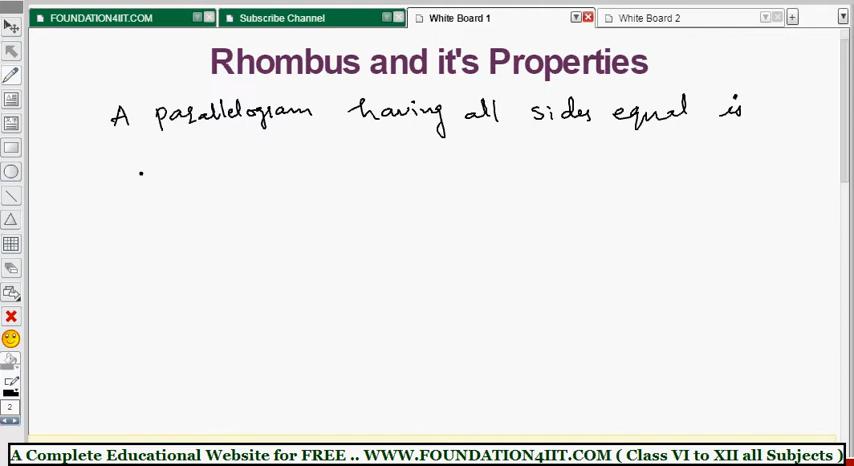 FOUNDATION4IIT.COM Subscribe Channel White Board 1 White Board 2
Rhombus and it's Properties
A parallelogram having all sides equal is
2
A Complete Educational Website for FREE .. WWW.FOUNDATION4IIT.COM ( Class VI to XII all Subjects )